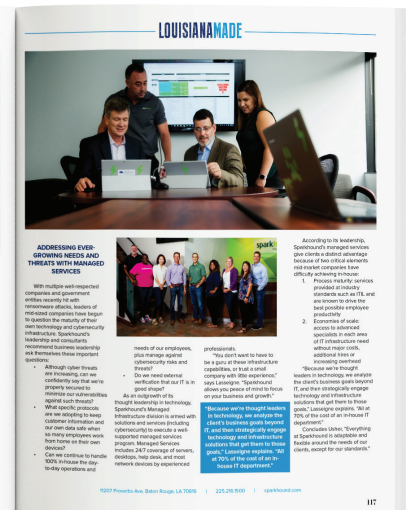 LOUISIANAMADE
spark
ADDRESSING EVER-
GROWING NEEDS AND
THREATS WITH MANAGED
SERVICES
With multiple-well-respected
companies and government
entities recently hit with
ransomware attacks, leaders of
mid-sized companies have begun
to question the maturity of their
own technology and cybersecurity
infrastructure. Sparkhound's
leadership and consultants
recommend business leadership
ask themselves these important
questions:
• Although cyber threats
are increasing, can we
confidently say that we're
properly secured to
minimize our vulnerabilities
against such threats?
• What specific protocols
are we adopting to keep
customer information and
our own data safe when
so many employees work
from home on their own
devices?
• Can we continue to handle
100% in-house the day-
to-day operations and
needs of our employees,
plus manage against
cybersecurity risks and
threats?
• Do we need external
verification that our IT is in
good shape?
As an outgrowth of its
thought leadership in technology,
Sparkhound's Managed
Infrastructure division is armed with
solutions and services (including
cybersecurity) to execute a well-
supported managed services
program. Managed Services
includes 24/7 coverage of servers,
desktops, help desk, and most
network devices by experienced
professionals.
"You don't want to have to
be a guru at these infrastructure
capabilities, or trust a small
company with little experience,"
says Lasseigne. "Sparkhound
allows you peace of mind to focus
on your business and growth."
"Because we're thought leaders
in technology, we analyze the
client's business goals beyond
IT, and then strategically engage
technology and infrastructure
solutions that get them to those
goals," Lasseigne explains. "All
at 70% of the cost of an in-
house IT department."
According to its leadership,
Sparkhound's managed services
give clients a distinct advantage
because of two critical elements
mid-market companies have
difficulty achieving in-house:
1. Process maturity: services
provided at industry
standards such as ITIL and
are known to drive the
best possible employee
productivity
2. Economies of scale:
access to advanced
specialists in each area
of IT infrastructure need
without major costs,
additional hires or
increasing overhead
"Because we're thought
leaders in technology, we analyze
the client's business goals beyond
IT, and then strategically engage
technology and infrastructure
solutions that get them to those
goals," Lasseigne explains. "All at
70% of the cost of an in-house IT
department."
Concludes Usher, "Everything
at Sparkhound is adaptable and
flexible around the needs of our
clients, except for our standards."
11207 Proverbs Ave, Baton Rouge, LA 70816 | 225.216.1500 | sparkhound.com
117